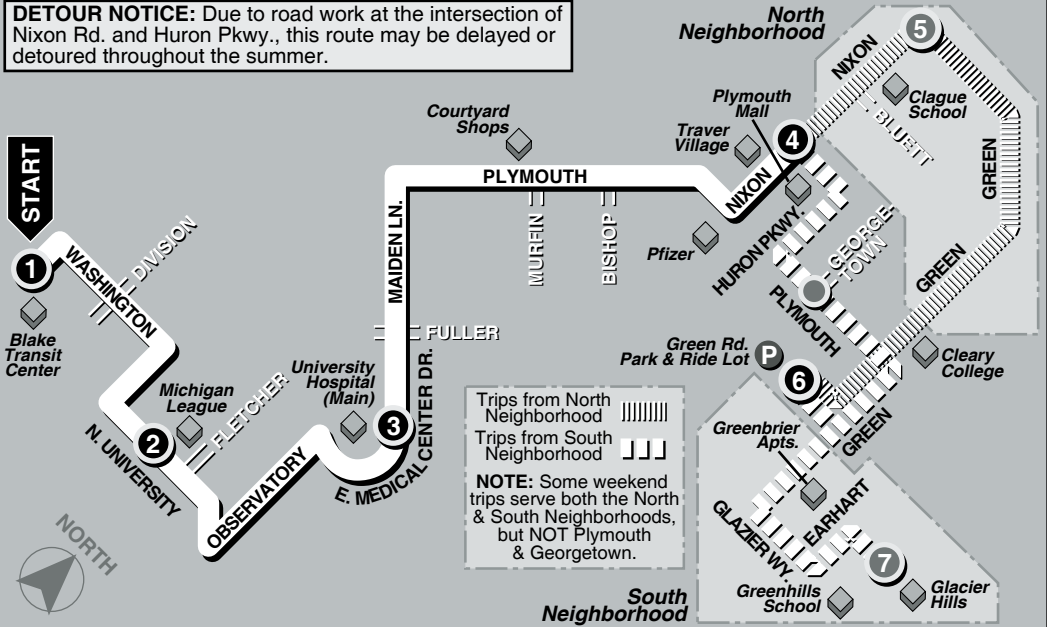 DETOUR NOTICE: Due to road work at the intersection of
Nixon Rd. and Huron Pkwy., this route may be delayed or
detoured throughout the summer.
North
Neighborhood
5
NIXON
Clague
School
BLUETT
GREEN
GREEN
Plymouth
Mall
Traver
Village
4
Courtyard
Shops
PLYMOUTH
NIXON
MURFIN
BISHOP
Pfizer
HURON PKWY.
GEORGE-
TOWN
PLYMOUTH
START
1
Blake
Transit
Center
WASHINGTON
DIVISION
MAIDEN LN.
FULLER
University
Hospital
(Main)
3
E. MEDICAL CENTER DR.
Michigan
League
2
FLETCHER
N. UNIVERSITY
OBSERVATORY
Green Rd.
Park & Ride Lot
P
6
Cleary
College
GREEN
Greenbrier
Apts.
EARHART
GLAZIER WY.
7
Greenhills
School
Glacier
Hills
South
Neighborhood
Trips from North
Neighborhood
Trips from South
Neighborhood
NOTE: Some weekend
trips serve both the North
& South Neighborhoods,
but NOT Plymouth
& Georgetown.
NORTH